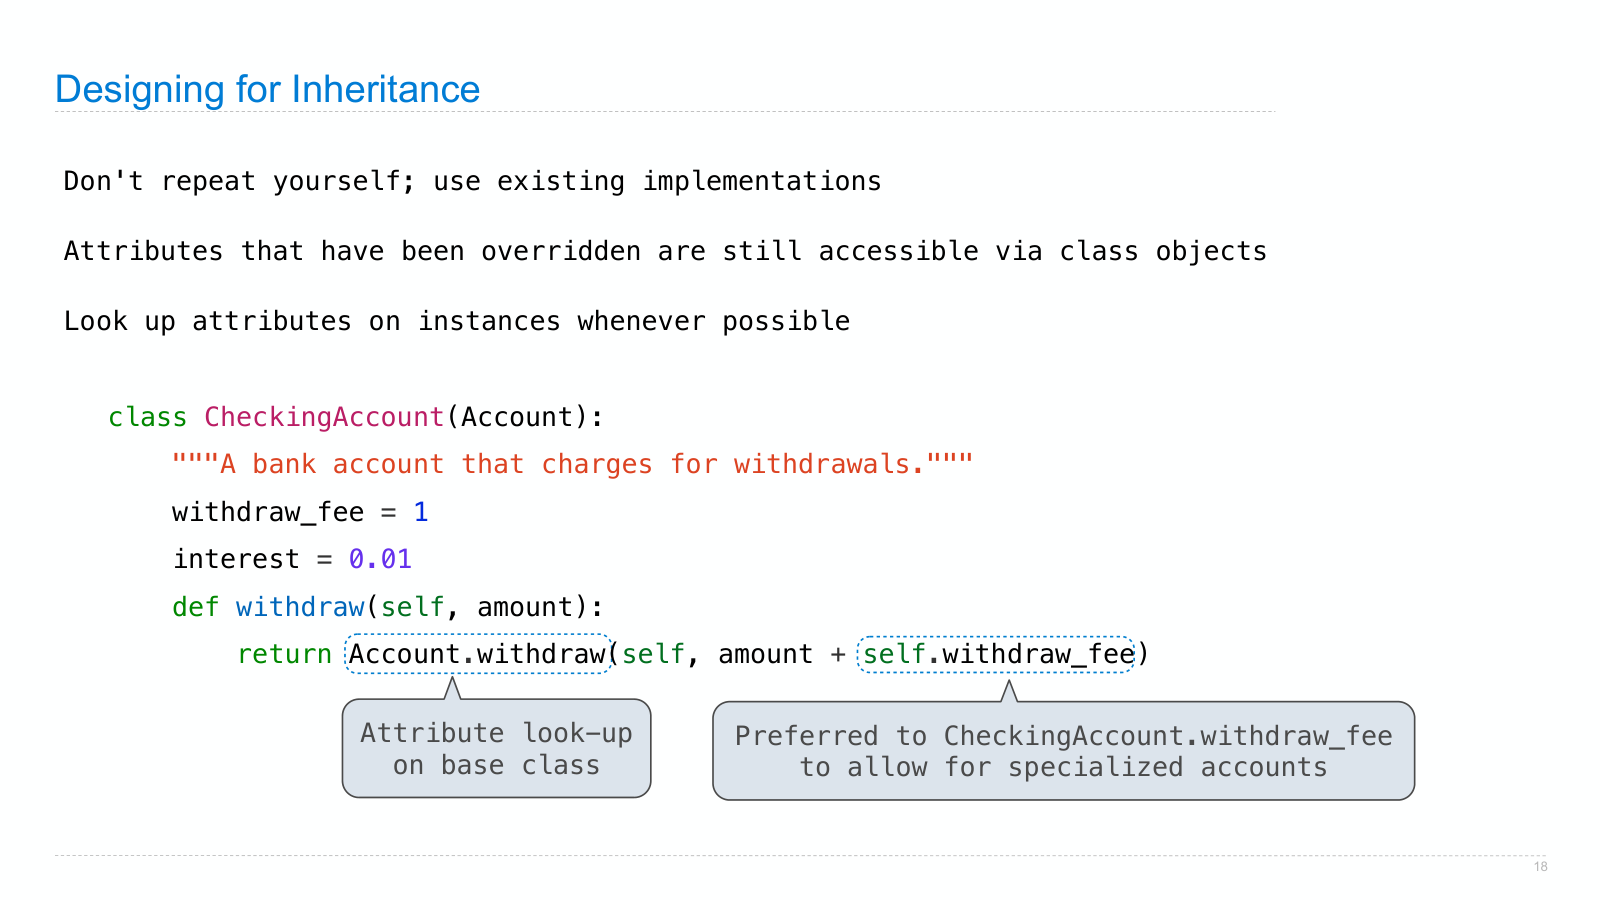 Designing for Inheritance
Don't repeat yourself; use existing implementations
Attributes that have been overridden are still accessible via class objects
Look up attributes on instances whenever possible
class CheckingAccount(Account):
"""A bank account that charges for withdrawals."""
withdraw_fee = 1
interest = 0.01
def withdraw(self, amount):
return Account.withdraw(self, amount + self.withdraw_fee)
Attribute look-up
on base class
Preferred to CheckingAccount.withdraw_fee
to allow for specialized accounts
18